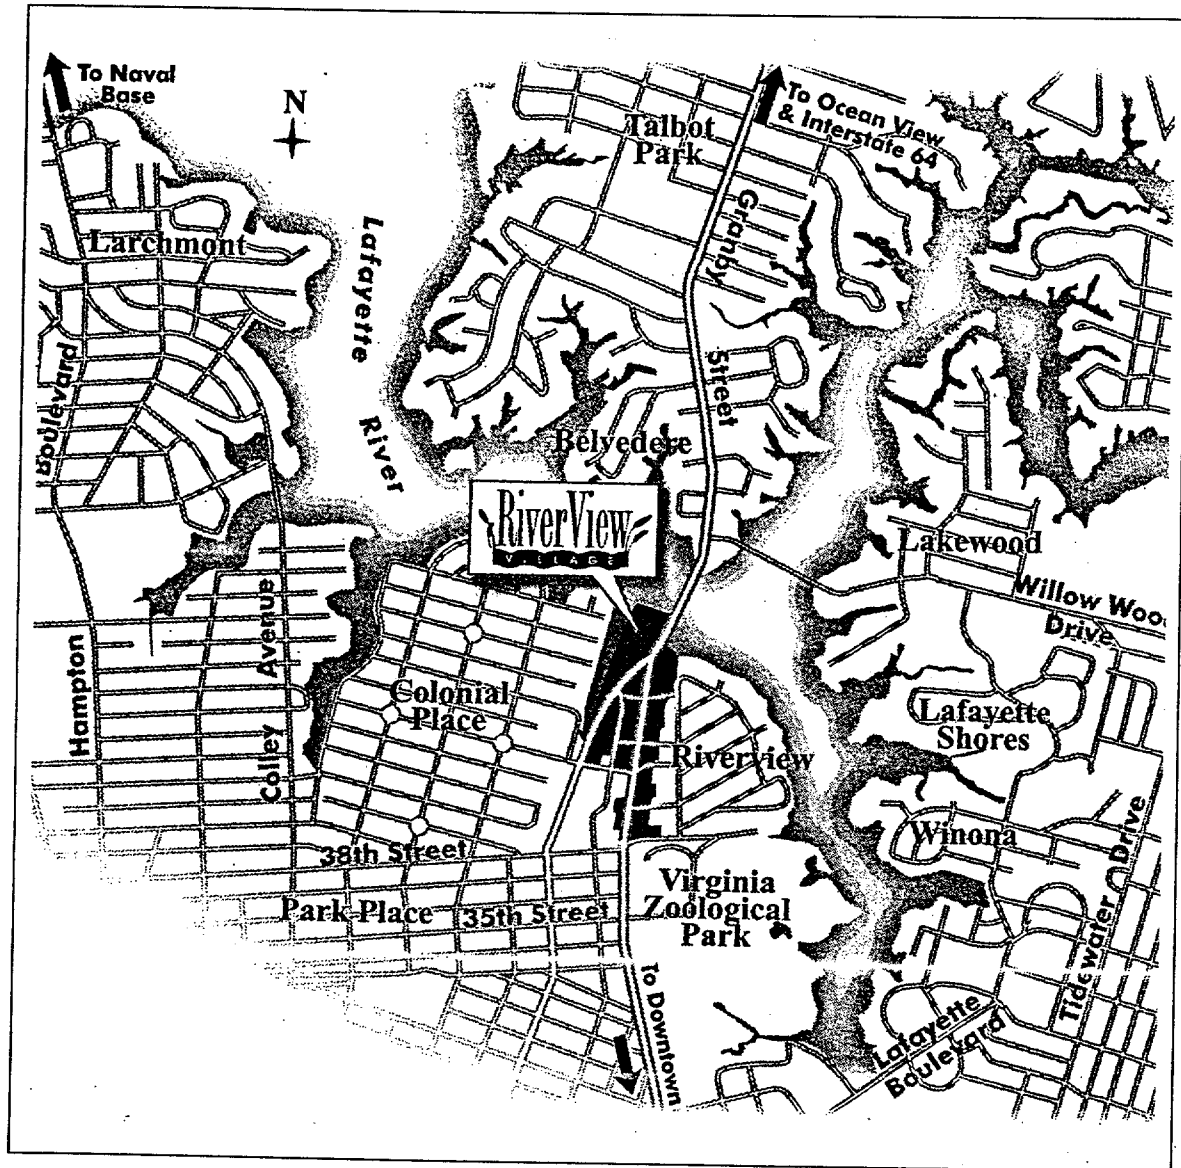 To Naval
Base
N
To Ocean View
& Interstate 64
Talbot
Park
Granby
Street
Larchmont
Lafayette
River
Boulevard
Belvedere
RiverView
VILLAGE
Lakewood
Willow Woo
Drive
Hampton
Colley Avenue
Colonial
Place
Lafayette
Shores
Riverview
Winona
38th Street
Virginia
Zoological
Park
Park Place
35th Street
Tidewater Drive
To Downtown
Lafayette
Boulevard